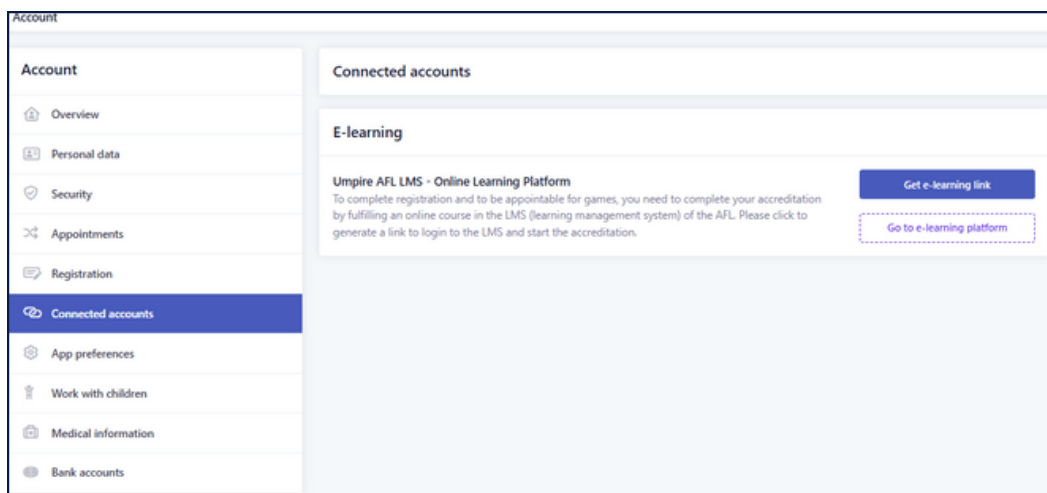 Account
Account
Overview
Personal data
Security
Appointments
Registration
Connected accounts
App preferences
Work with children
Medical information
Bank accounts
Connected accounts
E-learning
Umpire AFL LMS - Online Learning Platform
To complete registration and to be appointable for games, you need to complete your accreditation
by fulfilling an online course in the LMS (learning management system) of the AFL. Please click to
generate a link to login to the LMS and start the accreditation.
Get e-learning link
Go to e-learning platform